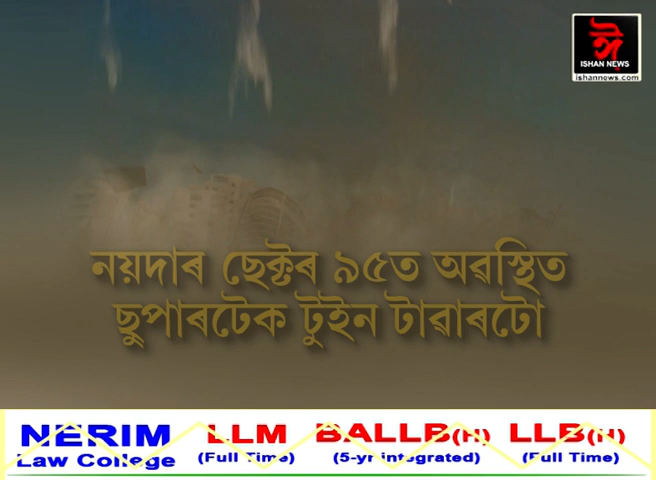 ঈ
ISHAN NEWS
ishannews.com
নয়দাৰ ছেক্টৰ ৯৫ত অৱস্থিত
ছুপাৰটেক টুইন টাৱাৰটো
NERIM LLM BALLB(H) LLB(H)
Law College (Full Time) (5-yr integrated) (Full Time)